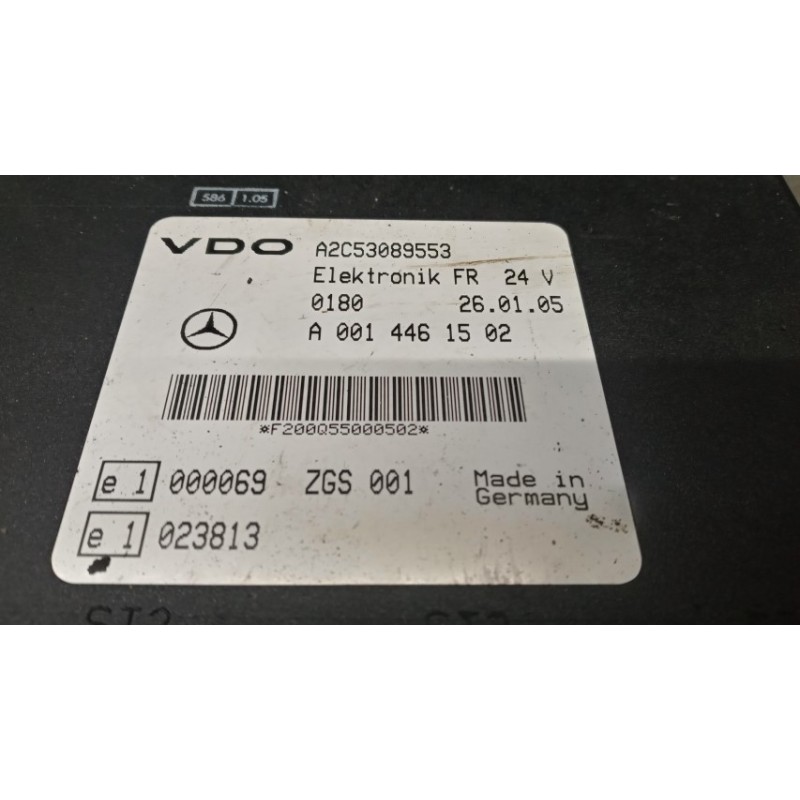 586 1.05
VDO A2C53089553
Elektronik FR 24 V
0180 26.01.05
A 001 446 15 02
*F200Q55000502*
e 1 000069 ZGS 001 Made in
Germany
e 1 023813